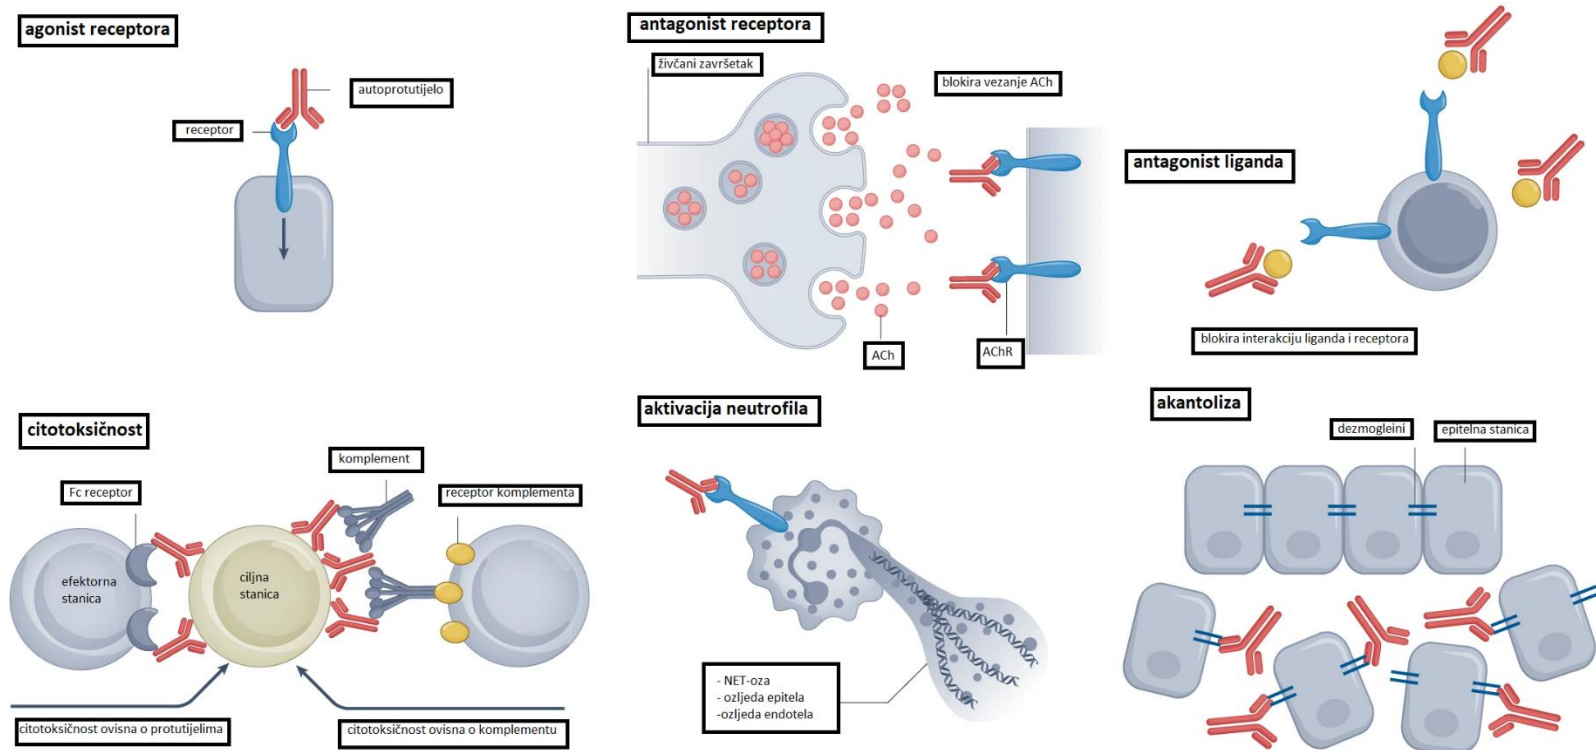 agonist receptora
autoprotutijelo
receptor
antagonist receptora
živčani završetak
blokira vezanje ACh
ACh
AChR
antagonist liganda
blokira interakciju liganda i receptora
citotoksičnost
komplement
Fc receptor
receptor komplementa
efektorna
stanica
ciljna
stanica
citotoksičnost ovisna o protutijelima
citotoksičnost ovisna o komplementu
aktivacija neutrofila
- NET-oza
- ozljeda epitela
-ozljeda endotela
akantoliza
dezmogleini
epitelna stanica